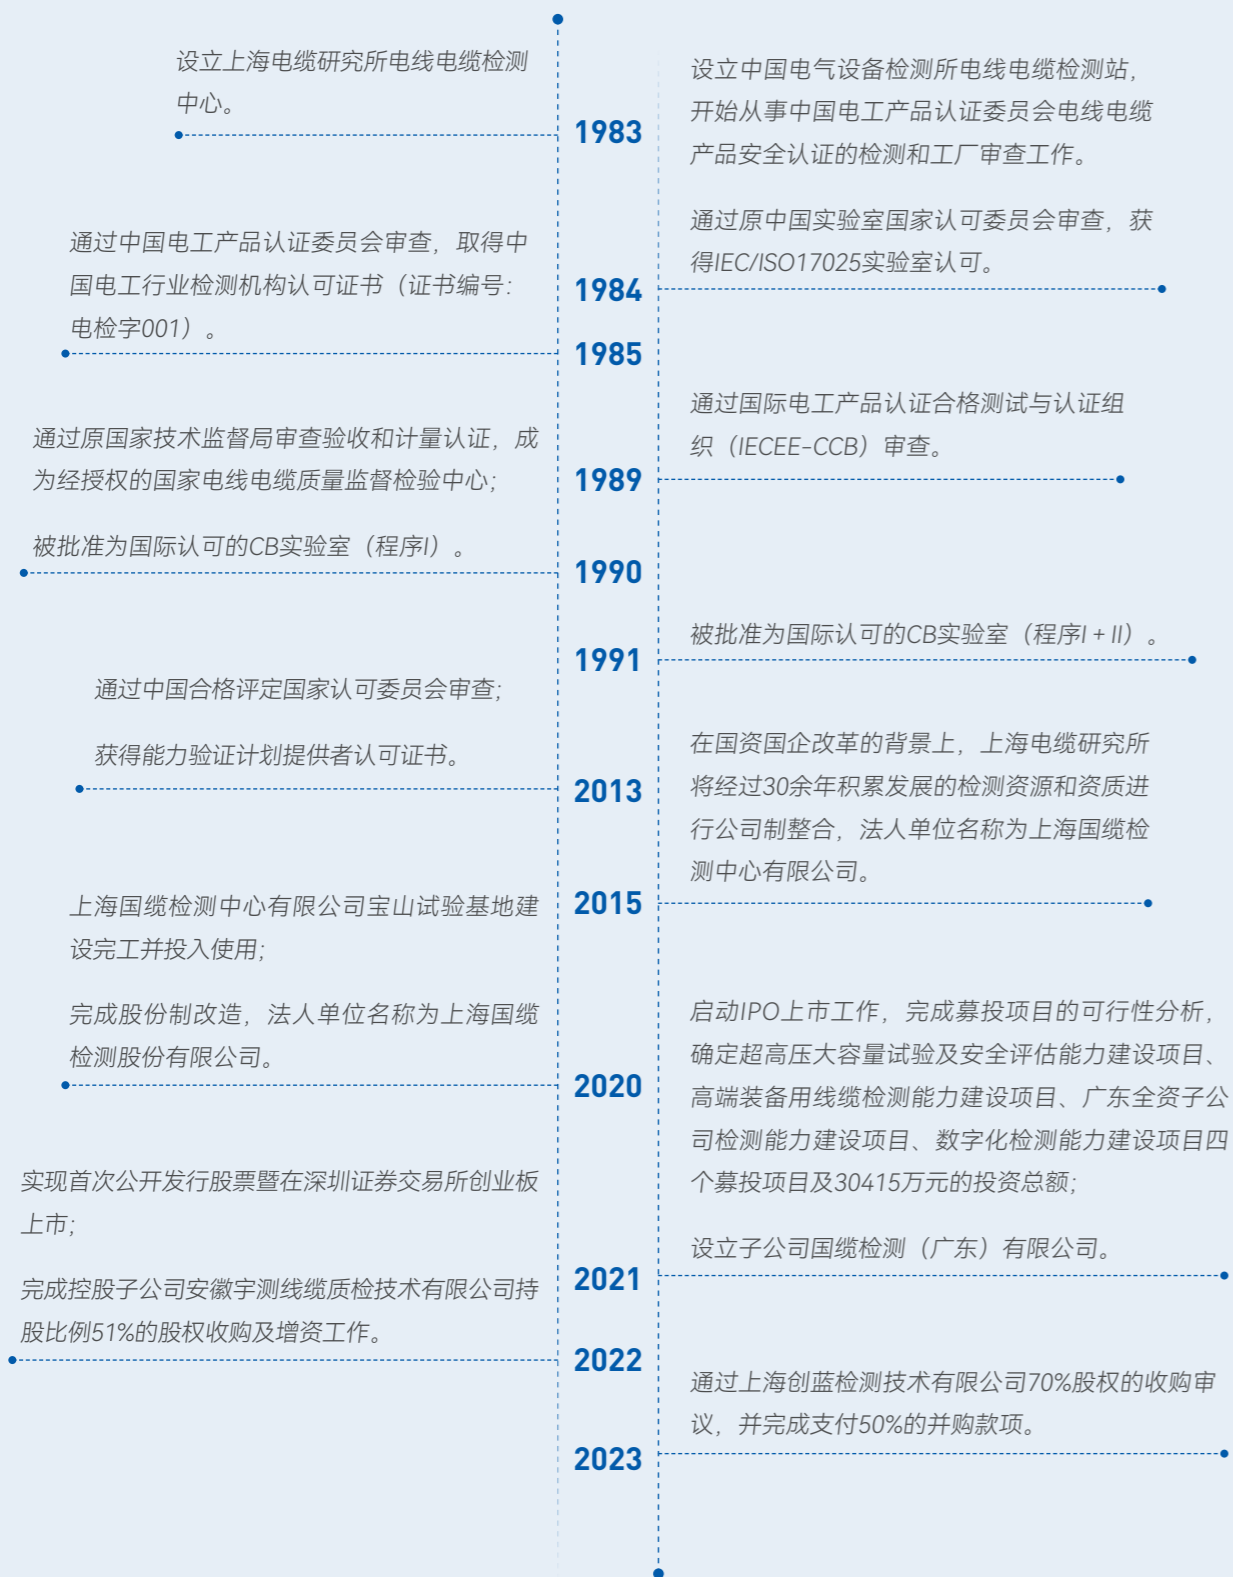 设立上海电缆研究所电线电缆检测
中心。
1983
设立中国电气设备检测所电线电缆检测站，
开始从事中国电工产品认证委员会电线电缆
产品安全认证的检测和工厂审查工作。
通过原中国实验室国家认可委员会审查，获
得IEC/ISO17025实验室认可。
1984
通过中国电工产品认证委员会审查，取得中
国电工行业检测机构认可证书（证书编号：
电检字001）。
1985
通过国际电工产品认证合格测试与认证组
织（IECEE-CCB）审查。
1989
通过原国家技术监督局审查验收和计量认证，成
为经授权的国家电线电缆质量监督检验中心；
被批准为国际认可的CB实验室（程序I）。
1990
被批准为国际认可的CB实验室（程序I + II）。
1991
通过中国合格评定国家认可委员会审查；
获得能力验证计划提供者认可证书。
2013
在国资国企改革的背景上，上海电缆研究所
将经过30余年积累发展的检测资源和资质进
行公司制整合，法人单位名称为上海国缆检
测中心有限公司。
2015
上海国缆检测中心有限公司宝山试验基地建
设完工并投入使用；
完成股份制改造，法人单位名称为上海国缆
检测股份有限公司。
2020
启动IPO上市工作，完成募投项目的可行性分析，
确定超高压大容量试验及安全评估能力建设项目、
高端装备用线缆检测能力建设项目、广东全资子公
司检测能力建设项目、数字化检测能力建设项目四
个募投项目及30415万元的投资总额；
设立子公司国缆检测（广东）有限公司。
2021
实现首次公开发行股票暨在深圳证券交易所创业板
上市；
完成控股子公司安徽宇测线缆质检技术有限公司持
股比例51%的股权收购及增资工作。
2022
通过上海创蓝检测技术有限公司70%股权的收购审
议，并完成支付50%的并购款项。
2023